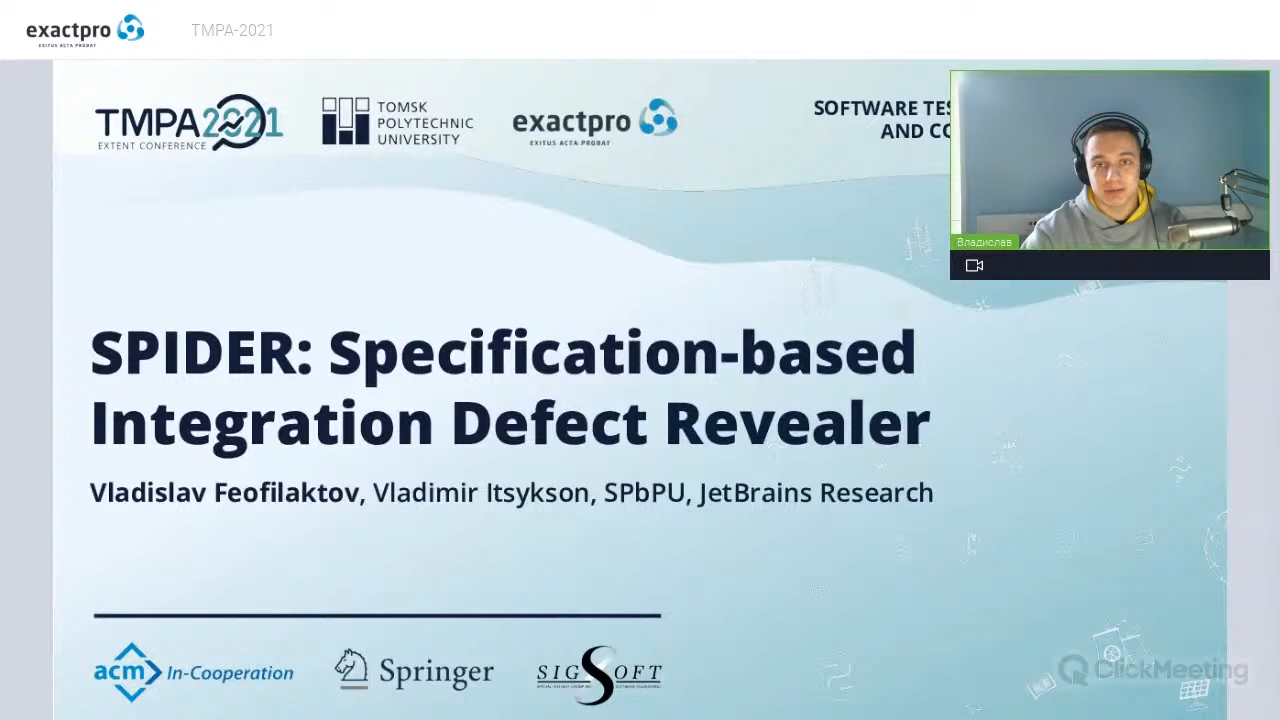 exactpro
EXITUS ACTA PROBAT
TMPA-2021
TMPA 2021
EXTENT CONFERENCE
TOMSK
POLYTECHNIC
UNIVERSITY
exactpro
EXITUS ACTA PROBAT
SOFTWARE TES
AND CO
Владислав
SPIDER: Specification-based
Integration Defect Revealer
Vladislav Feofilaktov, Vladimir Itsykson, SPbPU, JetBrains Research
acm In-Cooperation
Springer
SIGSOFT
ClickMeeting